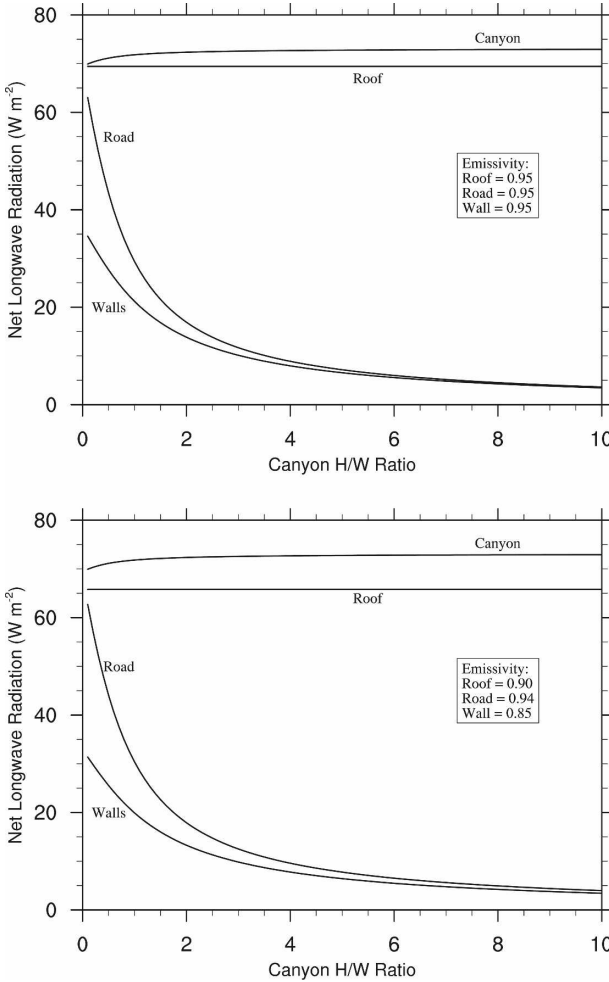 80
60
40
20
0
Net Longwave Radiation (W m-2)
Canyon
Roof
Road
Walls
Emissivity:
Roof = 0.95
Road = 0.95
Wall = 0.95
0 2 4 6 8 10
Canyon H/W Ratio
80
60
40
20
0
Net Longwave Radiation (W m-2)
Canyon
Roof
Road
Walls
Emissivity:
Roof = 0.90
Road = 0.94
Wall = 0.85
0 2 4 6 8 10
Canyon H/W Ratio